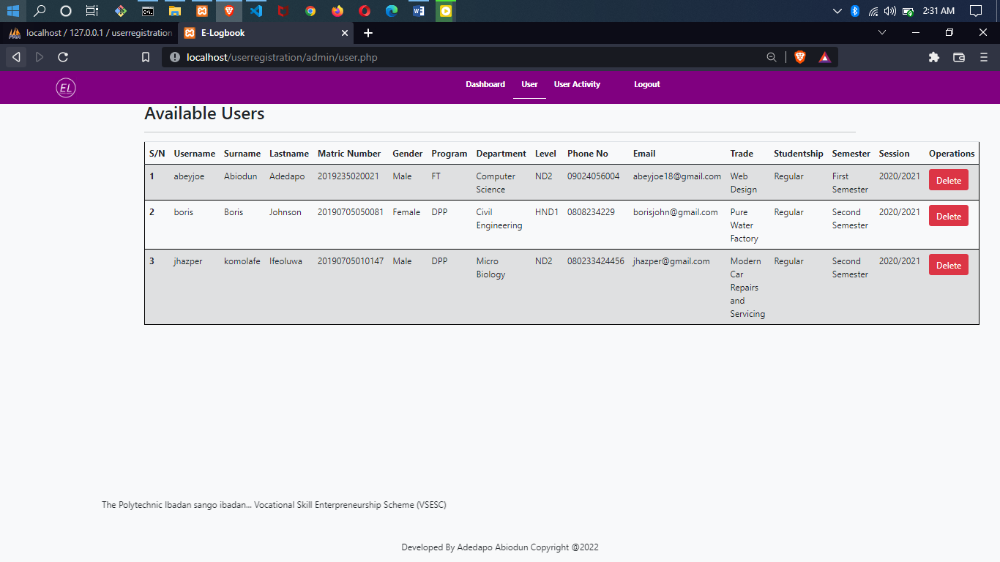 2:31 AM
localhost / 127.0.0.1 / userregistration
E-Logbook
localhost/userregistration/admin/user.php
EL
Dashboard User User Activity Logout
Available Users
S/N Username Surname Lastname Matric Number Gender Program Department Level Phone No Email Trade Studentship Semester Session Operations
1 abeyjoe Abiodun Adedapo 2019235020021 Male FT Computer Science ND2 09024056004 abeyjoe18@gmail.com Web Design Regular First Semester 2020/2021 Delete
2 boris Boris Johnson 20190705050081 Female DPP Civil Engineering HND1 0808234229 borisjohn@gmail.com Pure Water Factory Regular Second Semester 2020/2021 Delete
3 jhazper komolafe Ifeoluwa 20190705010147 Male DPP Micro Biology ND2 080233424456 jhazper@gmail.com Modern Car Repairs and Servicing Regular Second Semester 2020/2021 Delete
The Polytechnic Ibadan sango ibadan... Vocational Skill Enterpreneurship Scheme (VSESC)
Developed By Adedapo Abiodun Copyright @2022